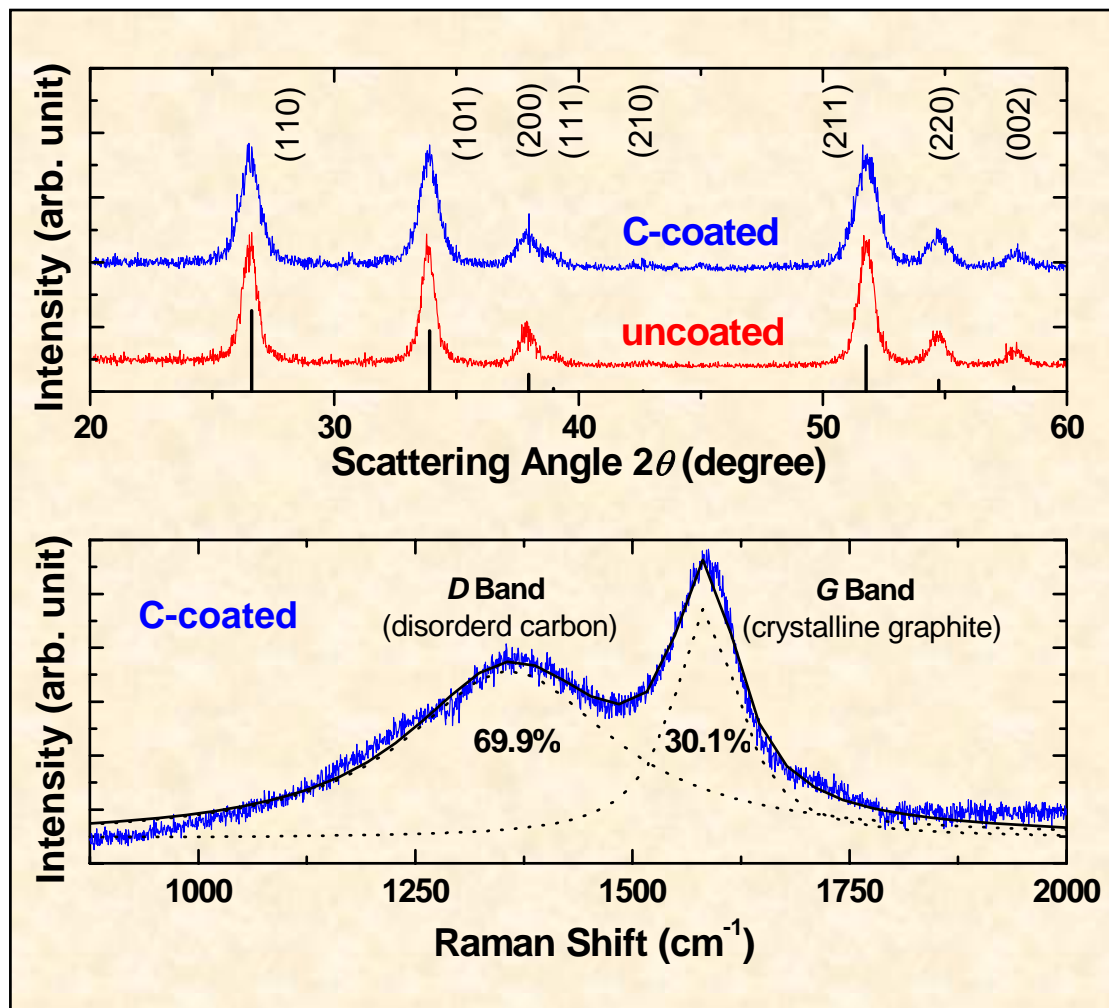 Intensity (arb. unit)
(110)
(101)
(200)
(111)
(210)
(211)
(220)
(002)
C-coated
uncoated
20 30 40 50 60
Scattering Angle 2θ (degree)
Intensity (arb. unit)
C-coated
D Band
(disorderd carbon)
G Band
(crystalline graphite)
69.9%
30.1%
1000 1250 1500 1750 2000
Raman Shift (cm⁻¹)